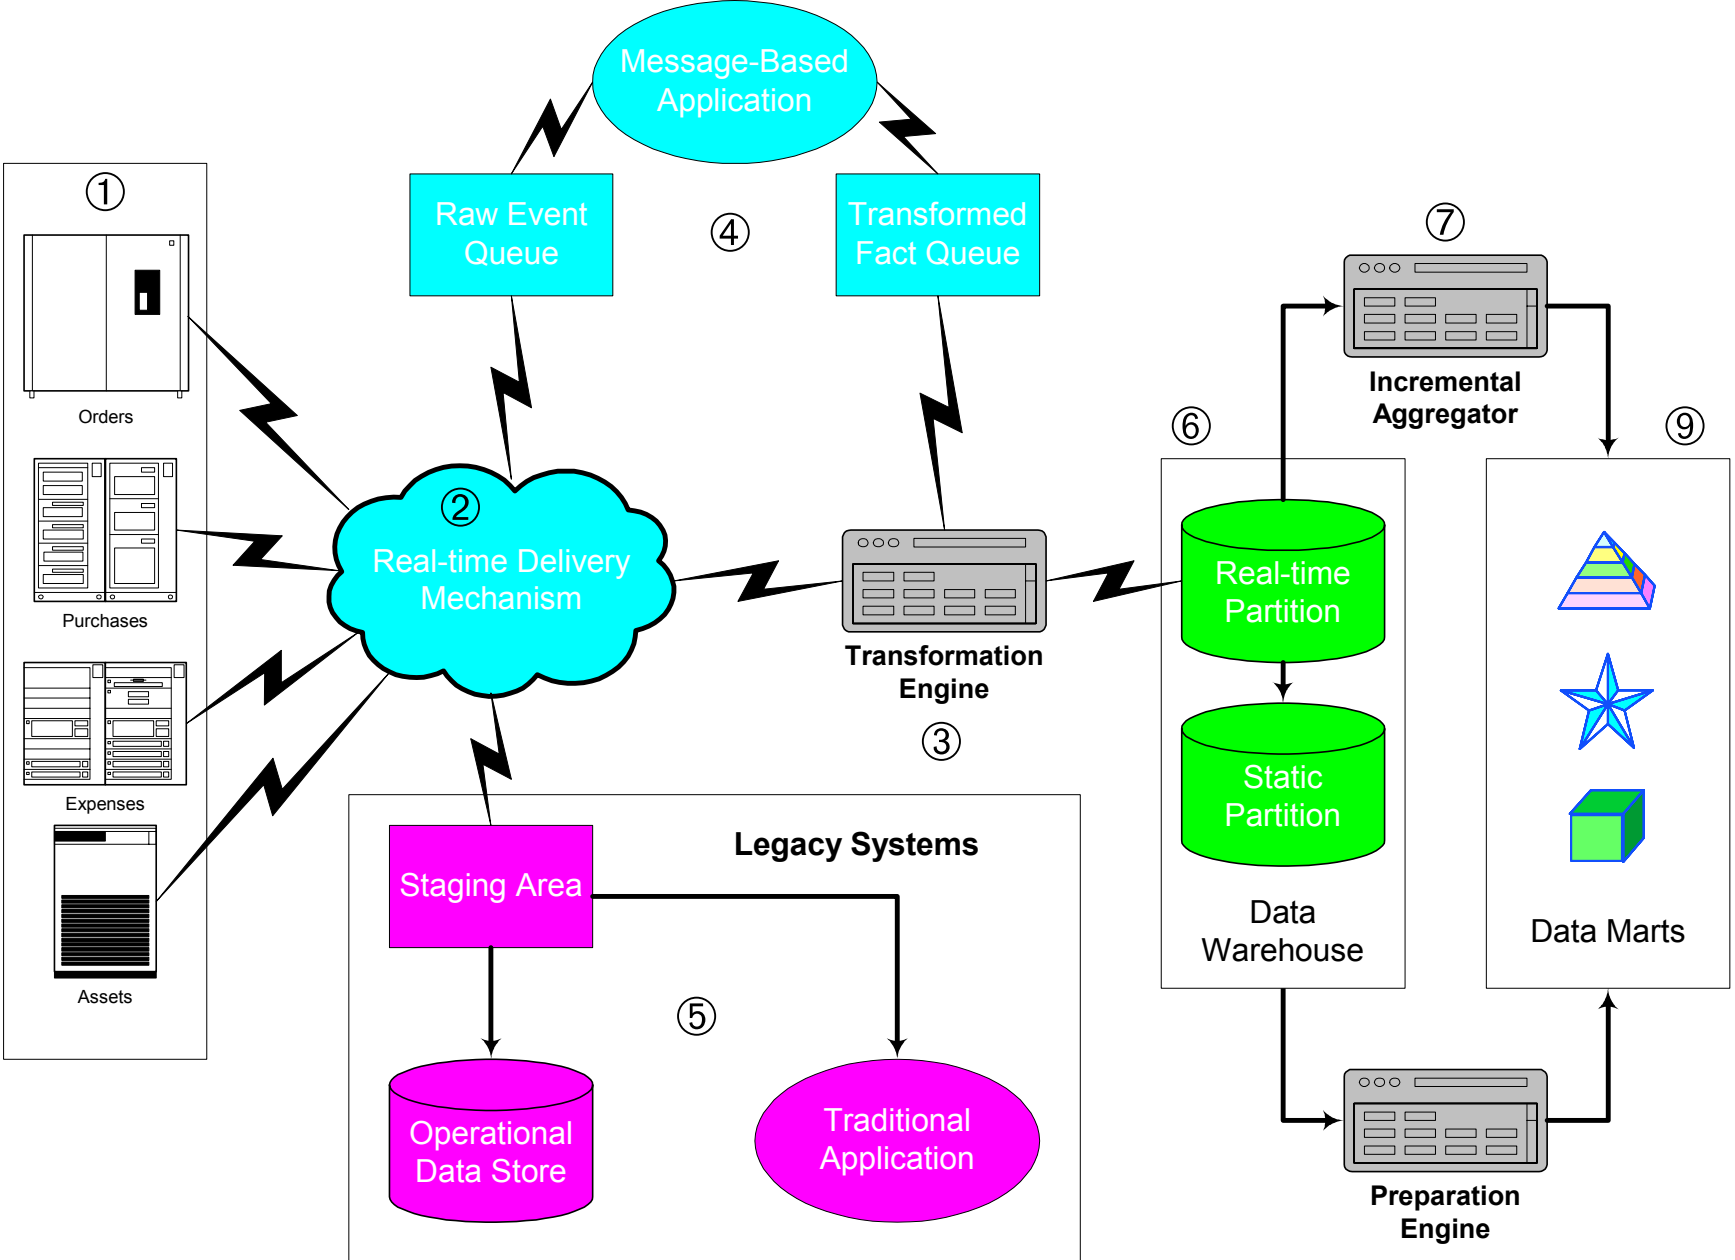 Message-Based
Application
①
Raw Event
Queue
④
Transformed
Fact Queue
⑦
Orders
Incremental
Aggregator
⑥
⑨
②
Real-time Delivery
Mechanism
Real-time
Partition
Purchases
Transformation
Engine
③
Static
Partition
Expenses
Legacy Systems
Staging Area
Data
Warehouse
Data Marts
Assets
⑤
Operational
Data Store
Traditional
Application
Preparation
Engine